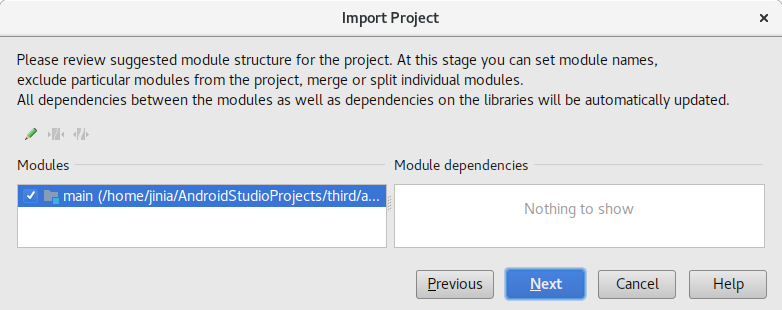 Import Project
Please review suggested module structure for the project. At this stage you can set module names,
exclude particular modules from the project, merge or split individual modules.
All dependencies between the modules as well as dependencies on the libraries will be automatically updated.
Modules
Module dependencies
main (/home/jinia/AndroidStudioProjects/third/a...
Nothing to show
Previous
Next
Cancel
Help